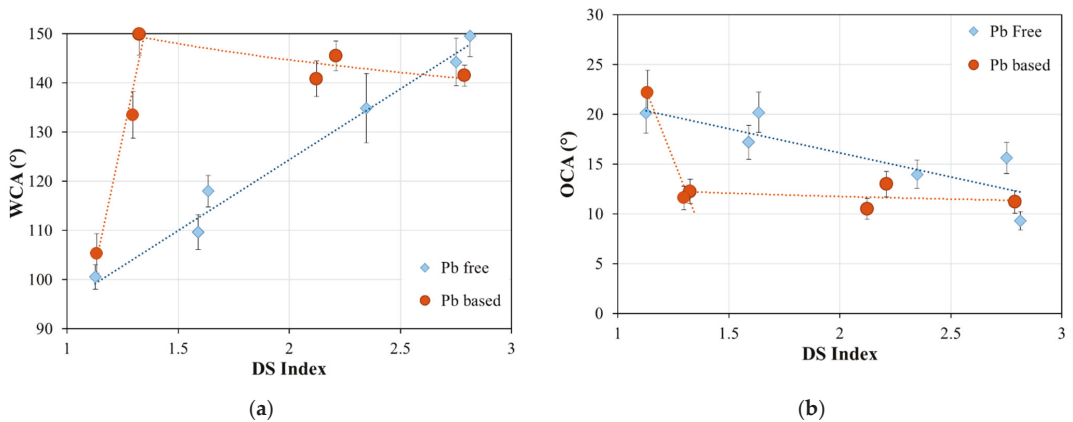 150
140
130
120
110
100
90
WCA (°)
Pb free
Pb based
1
1.5
2
2.5
3
DS Index
(a)
30
25
20
15
10
5
0
OCA (°)
Pb Free
Pb based
1
1.5
2
2.5
3
DS Index
(b)